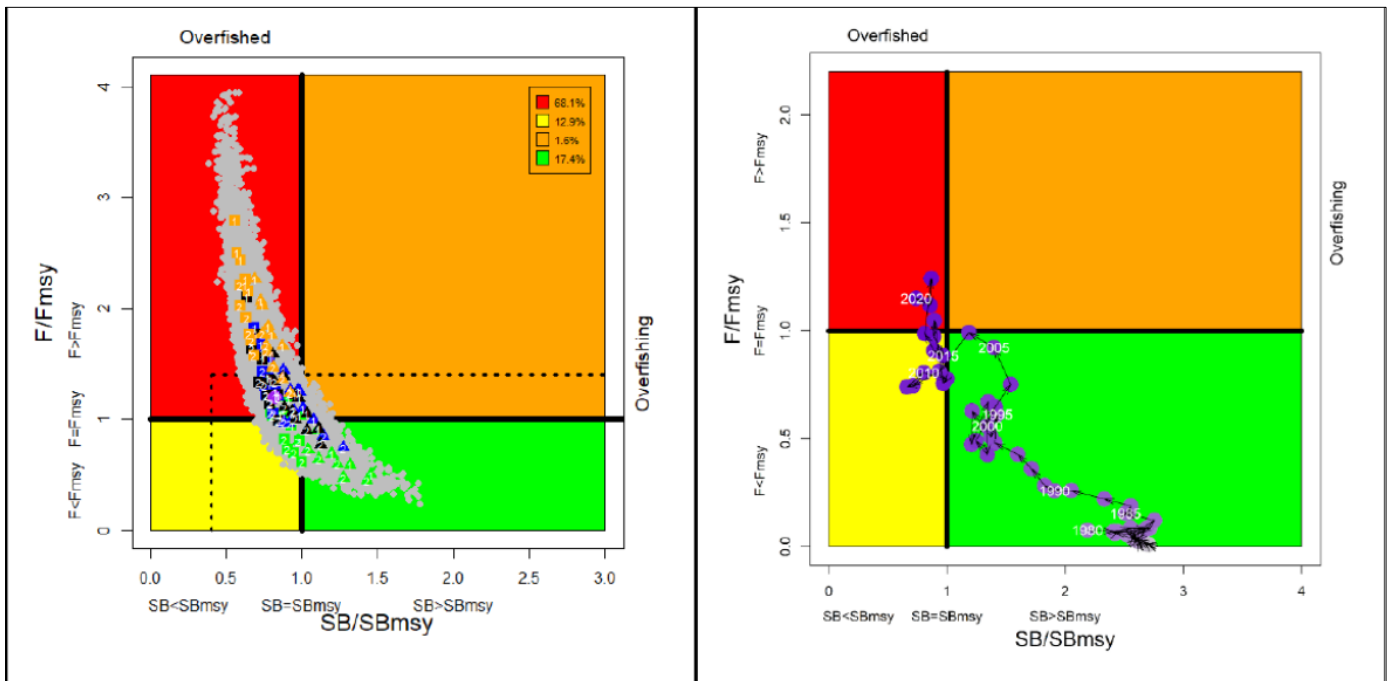 Overfished
F/Fmsy
F<Fmsy F=Fmsy F>Fmsy
4
3
2
1
0
68.1%
12.9%
1.6%
17.4%
Overfishing
0.0 0.5 1.0 1.5 2.0 2.5 3.0
SB<SBmsy SB=SBmsy SB>SBmsy
SB/SBmsy
Overfished
F/Fmsy
F<Fmsy F=Fmsy F>Fmsy
2.0
1.5
1.0
0.5
0.0
2020
2015
2005
2010
1995
2000
1990
1985
1980
Overfishing
0 1 2 3 4
SB<SBmsy SB=SBmsy SB>SBmsy
SB/SBmsy